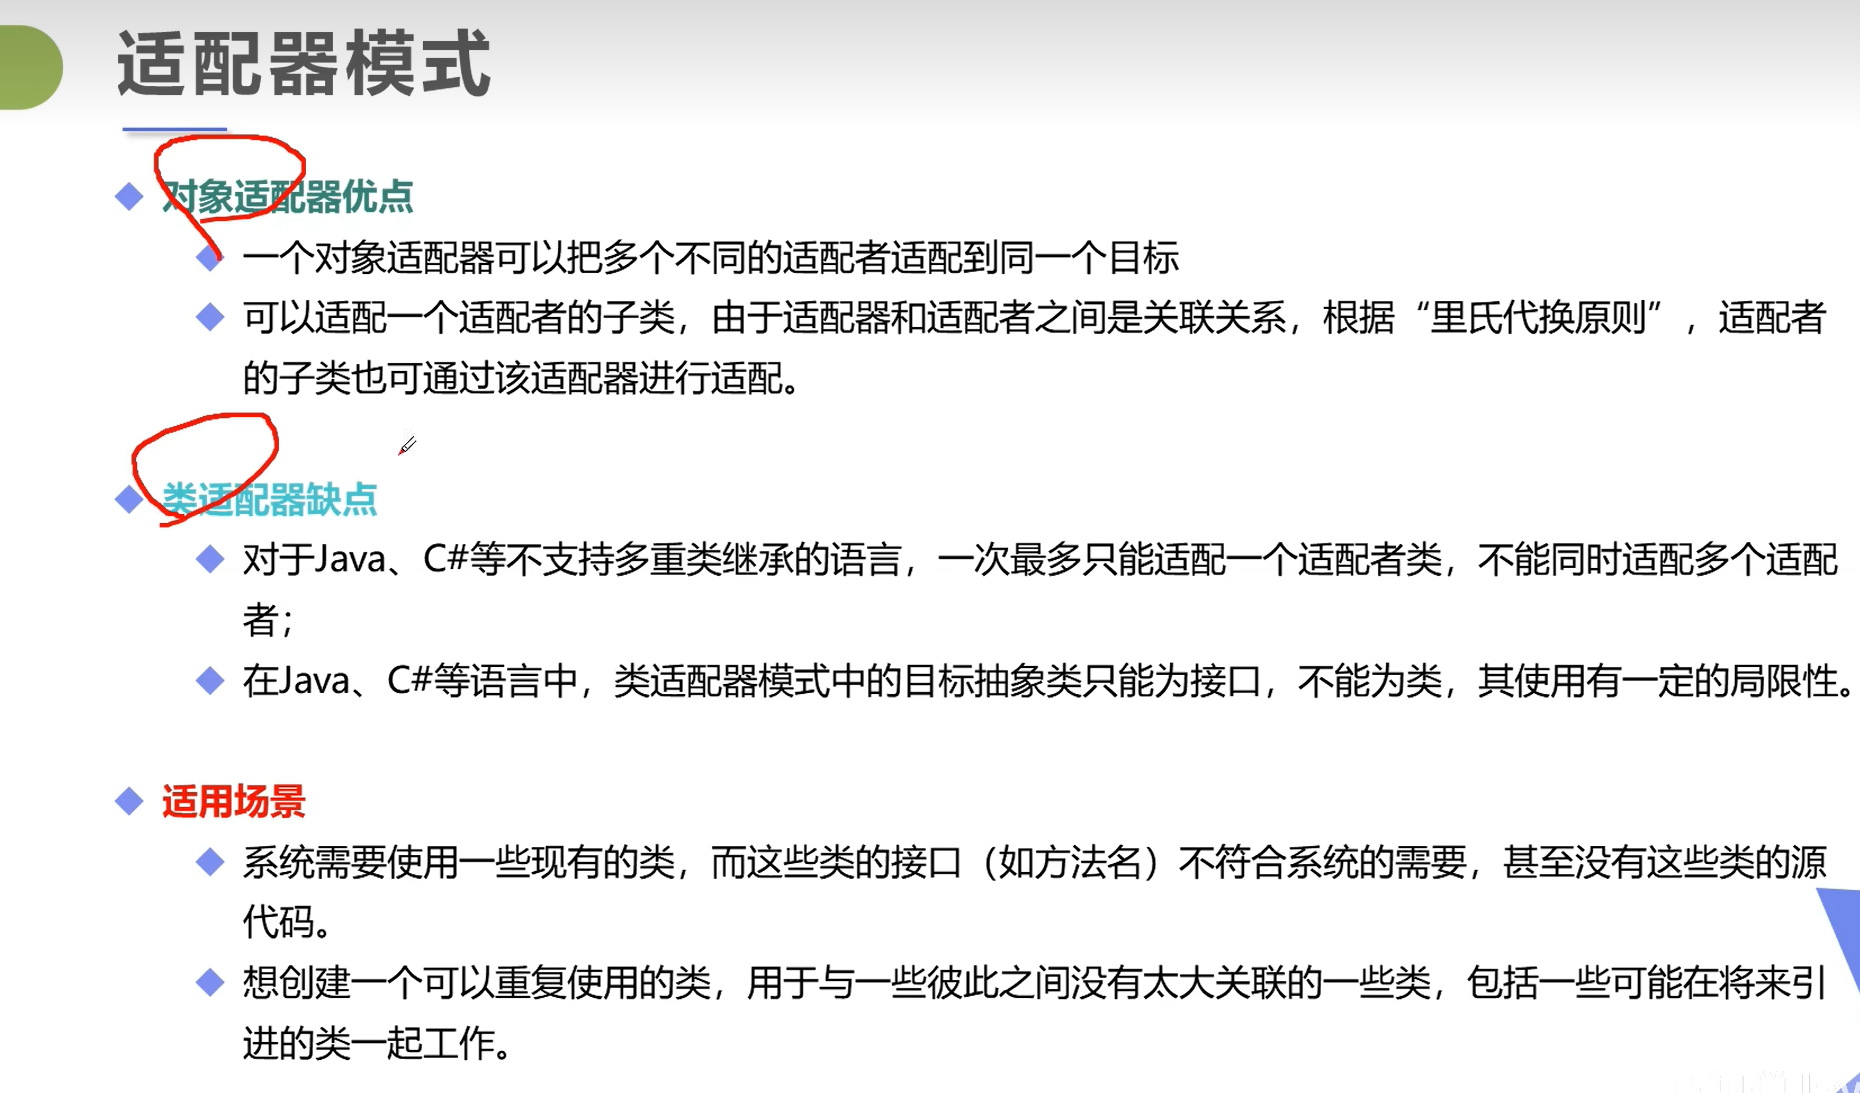 适配器模式
对象适配器优点
一个对象适配器可以把多个不同的适配者适配到同一个目标
可以适配一个适配者的子类，由于适配器和适配者之间是关联关系，根据“里氏代换原则”，适配者
的子类也可通过该适配器进行适配。
类适配器缺点
对于Java、C#等不支持多重类继承的语言，一次最多只能适配一个适配者类，不能同时适配多个适配
者；
在Java、C#等语言中，类适配器模式中的目标抽象类只能为接口，不能为类，其使用有一定的局限性。
适用场景
系统需要使用一些现有的类，而这些类的接口（如方法名）不符合系统的需要，甚至没有这些类的源
代码。
想创建一个可以重复使用的类，用于与一些彼此之间没有太大关联的一些类，包括一些可能在将来引
进的类一起工作。